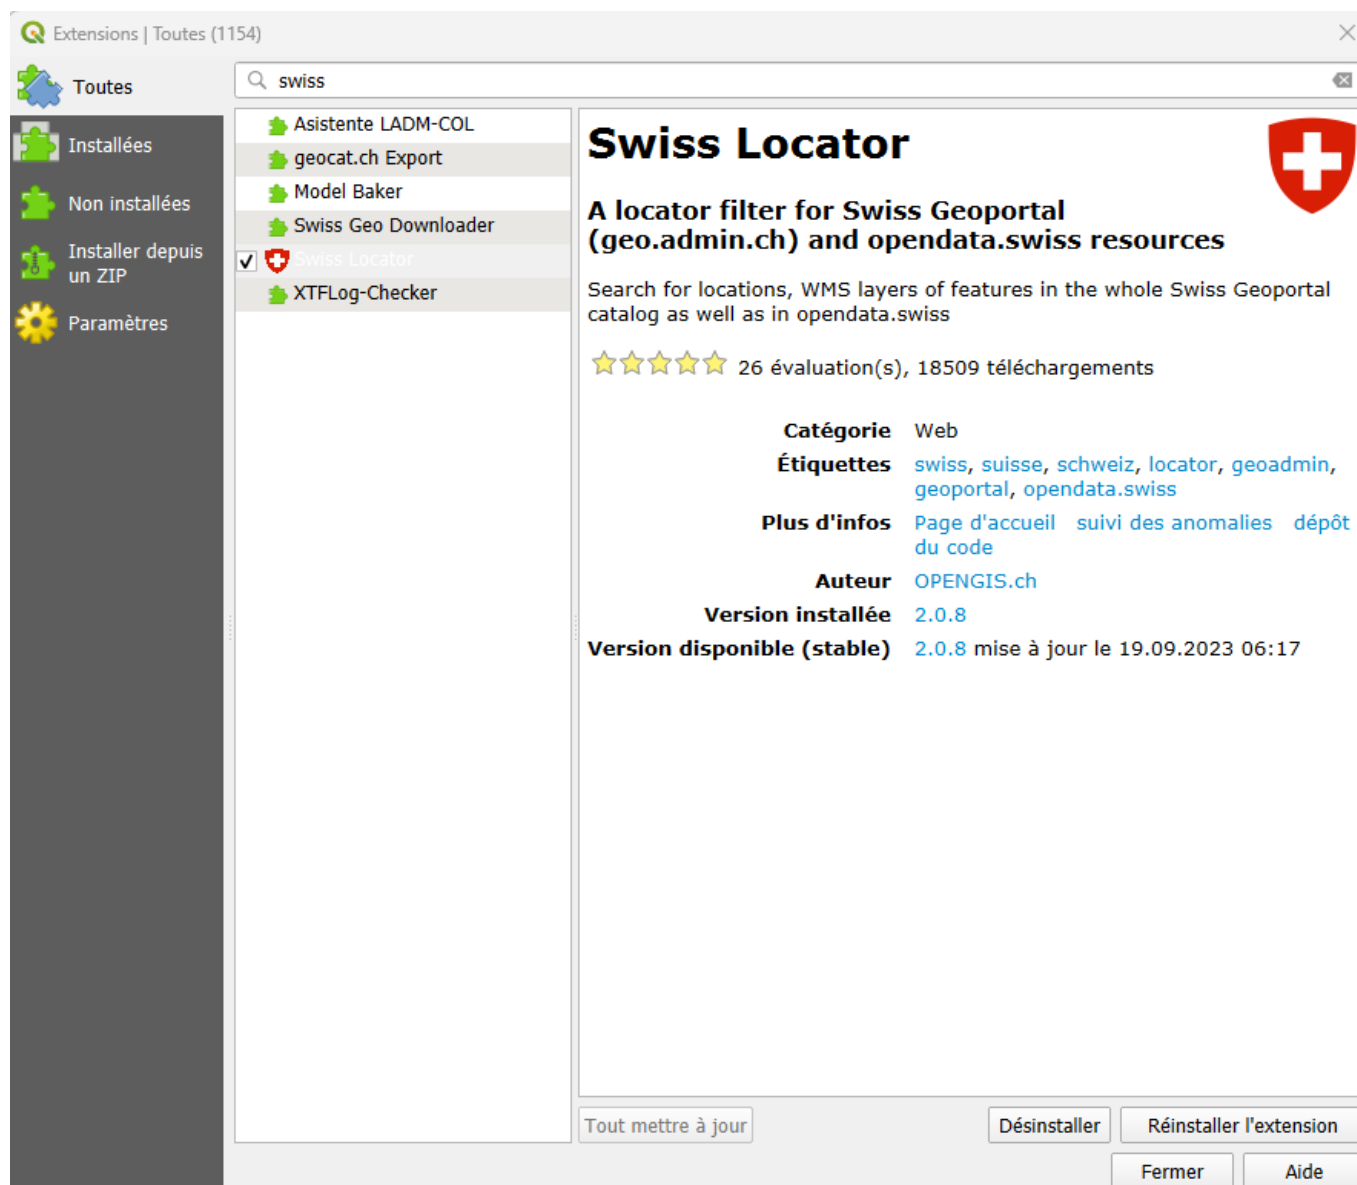 Extensions | Toutes (1154)
Toutes
Installées
Non installées
Installer depuis
un ZIP
Paramètres
swiss
Asistente LADM-COL
geocat.ch Export
Model Baker
Swiss Geo Downloader
Swiss Locator
XTFLog-Checker
Swiss Locator
A locator filter for Swiss Geoportal
(geo.admin.ch) and opendata.swiss resources
Search for locations, WMS layers of features in the whole Swiss Geoportal
catalog as well as in opendata.swiss
26 évaluation(s), 18509 téléchargements
Catégorie Web
Étiquettes swiss, suisse, schweiz, locator, geoadmin,
geoportal, opendata.swiss
Plus d'infos Page d'accueil suivi des anomalies dépôt
du code
Auteur OPENGIS.ch
Version installée 2.0.8
Version disponible (stable) 2.0.8 mise à jour le 19.09.2023 06:17
Tout mettre à jour Désinstaller Réinstaller l'extension
Fermer Aide